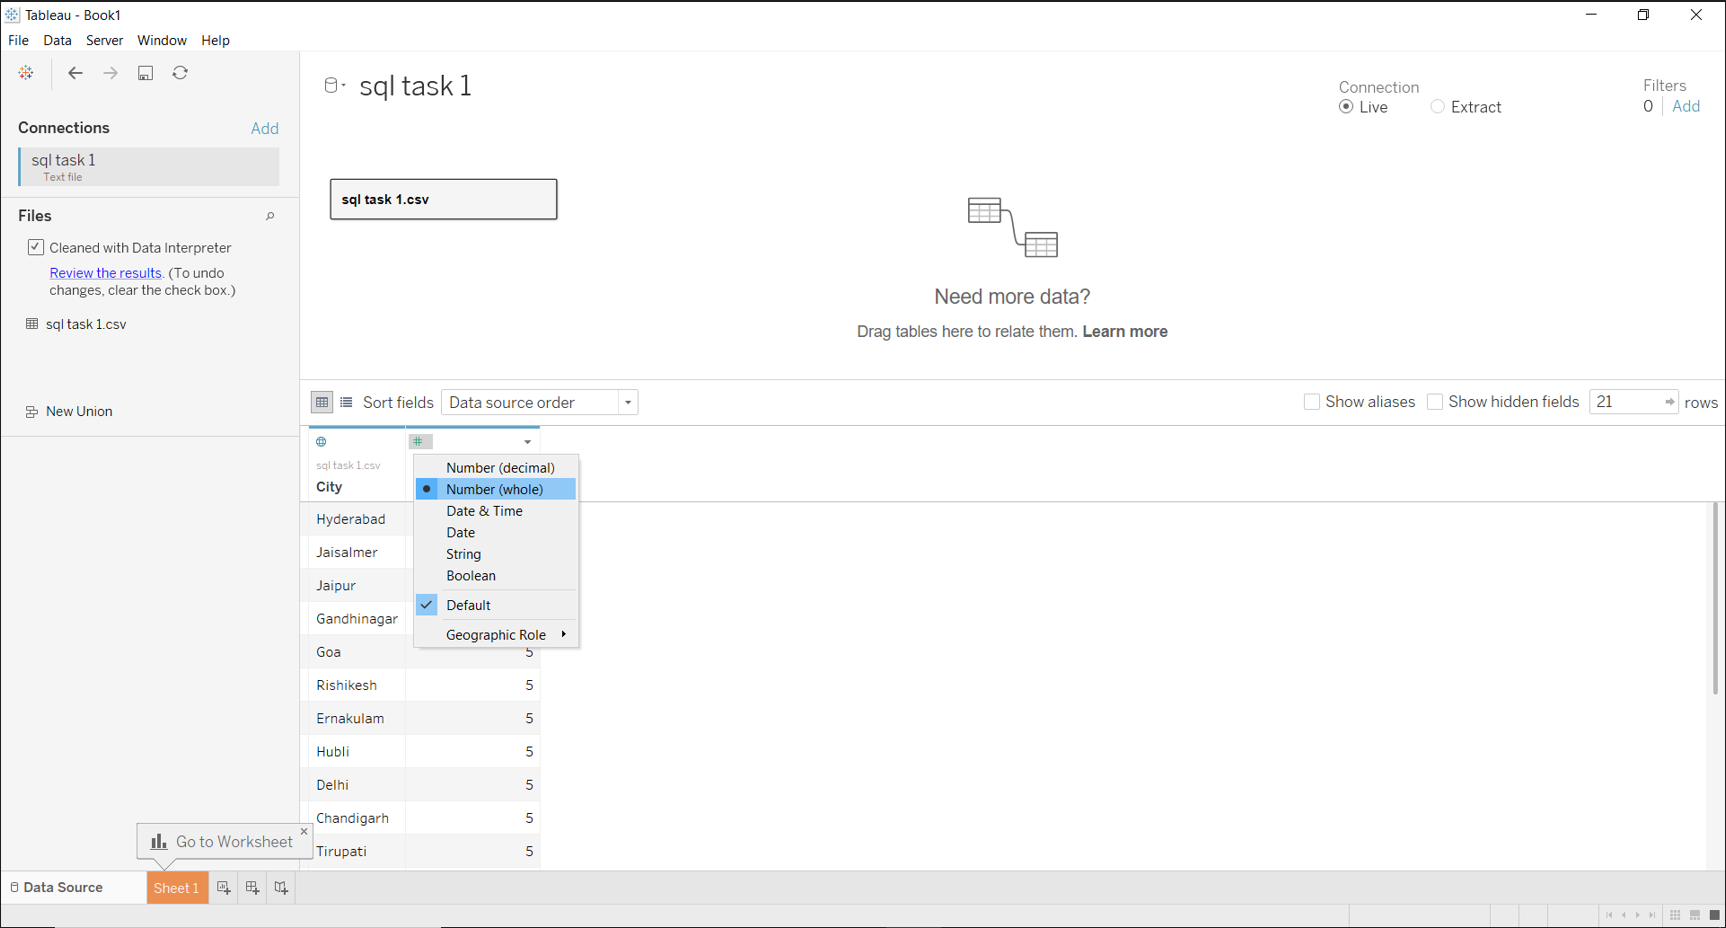 Tableau - Book1
File Data Server Window Help
Connections Add
sql task 1
Text file
Files
Cleaned with Data Interpreter
Review the results. (To undo
changes, clear the check box.)
sql task 1.csv
New Union
sql task 1
Connection
Live Extract
Filters
0 Add
sql task 1.csv
Need more data?
Drag tables here to relate them. Learn more
Sort fields Data source order
Show aliases Show hidden fields 21 rows
sql task 1.csv
City
Number (decimal)
Number (whole)
Date & Time
Date
String
Boolean
Default
Geographic Role
Hyderabad
Jaisalmer
Jaipur
Gandhinagar
Goa 5
Rishikesh 5
Ernakulam 5
Hubli 5
Delhi 5
Chandigarh 5
Tirupati 5
Go to Worksheet
Data Source Sheet 1